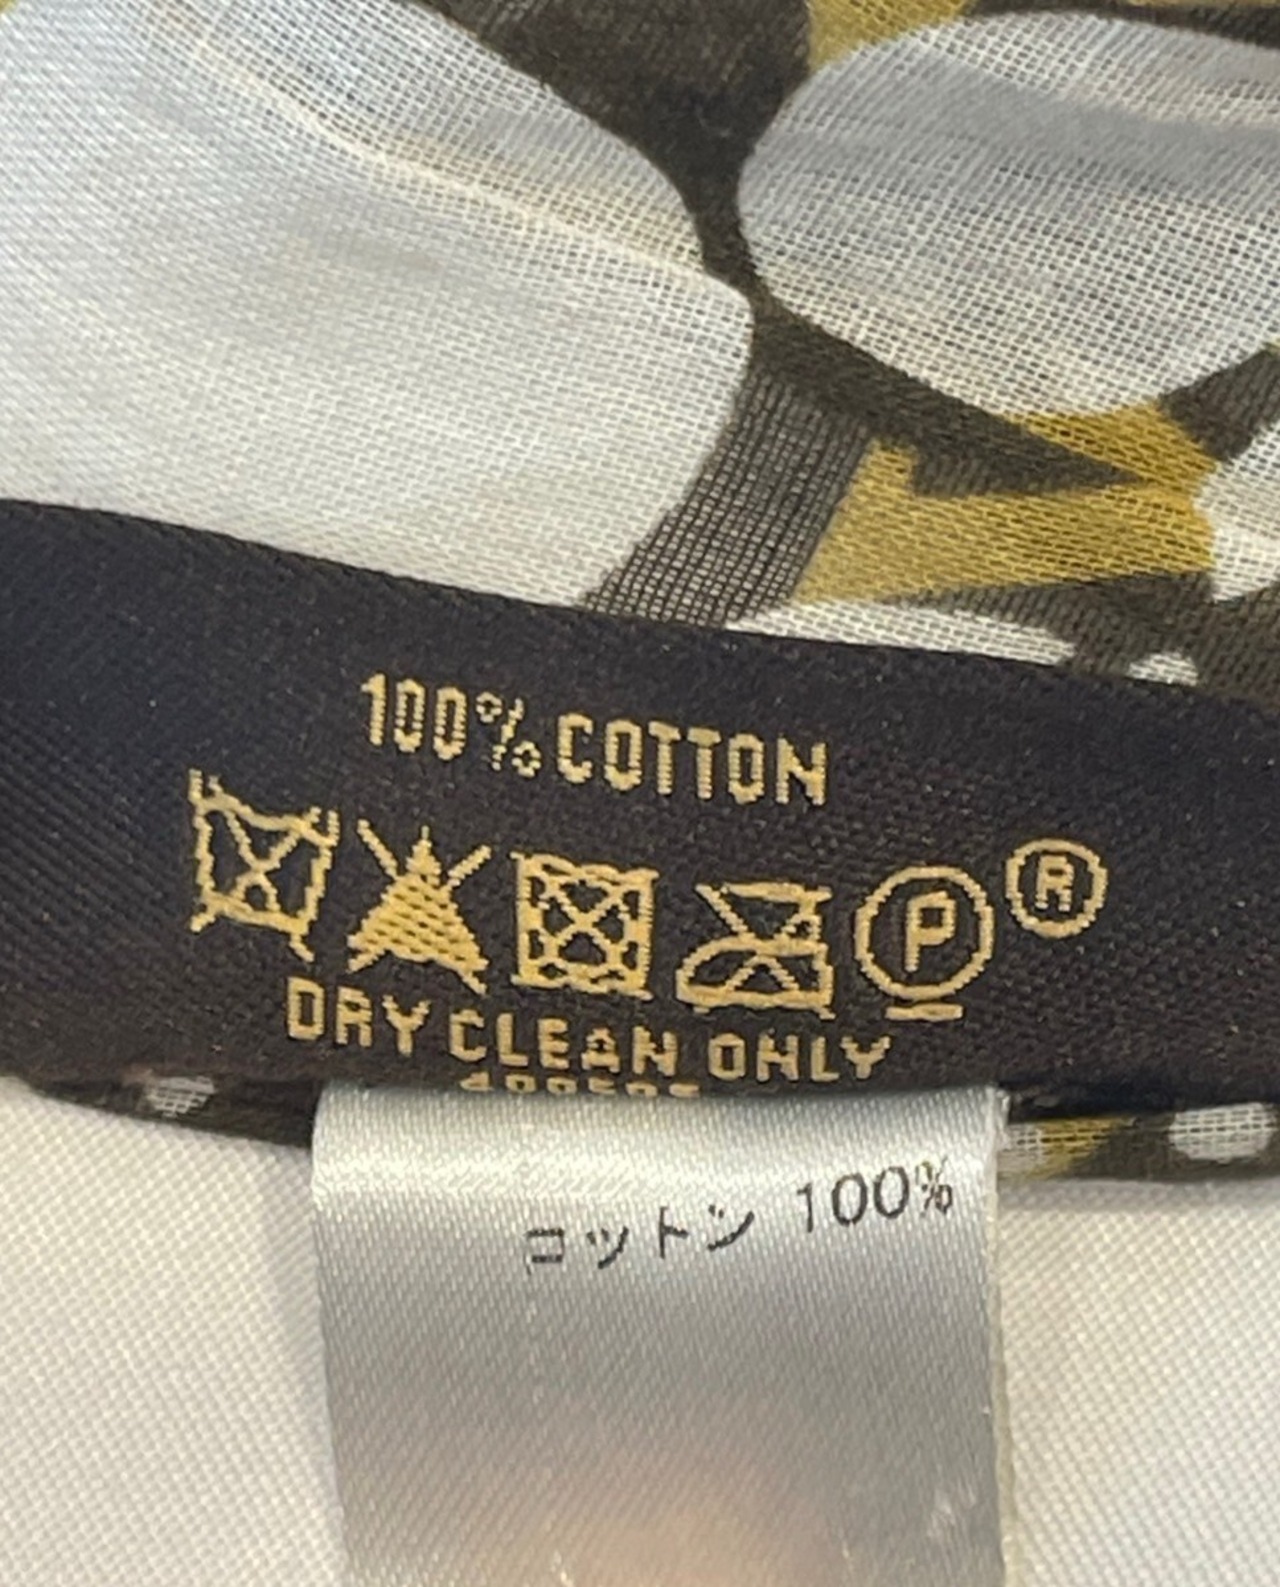 100% COTTON
P ®
DRY CLEAN ONLY
コットン 100%